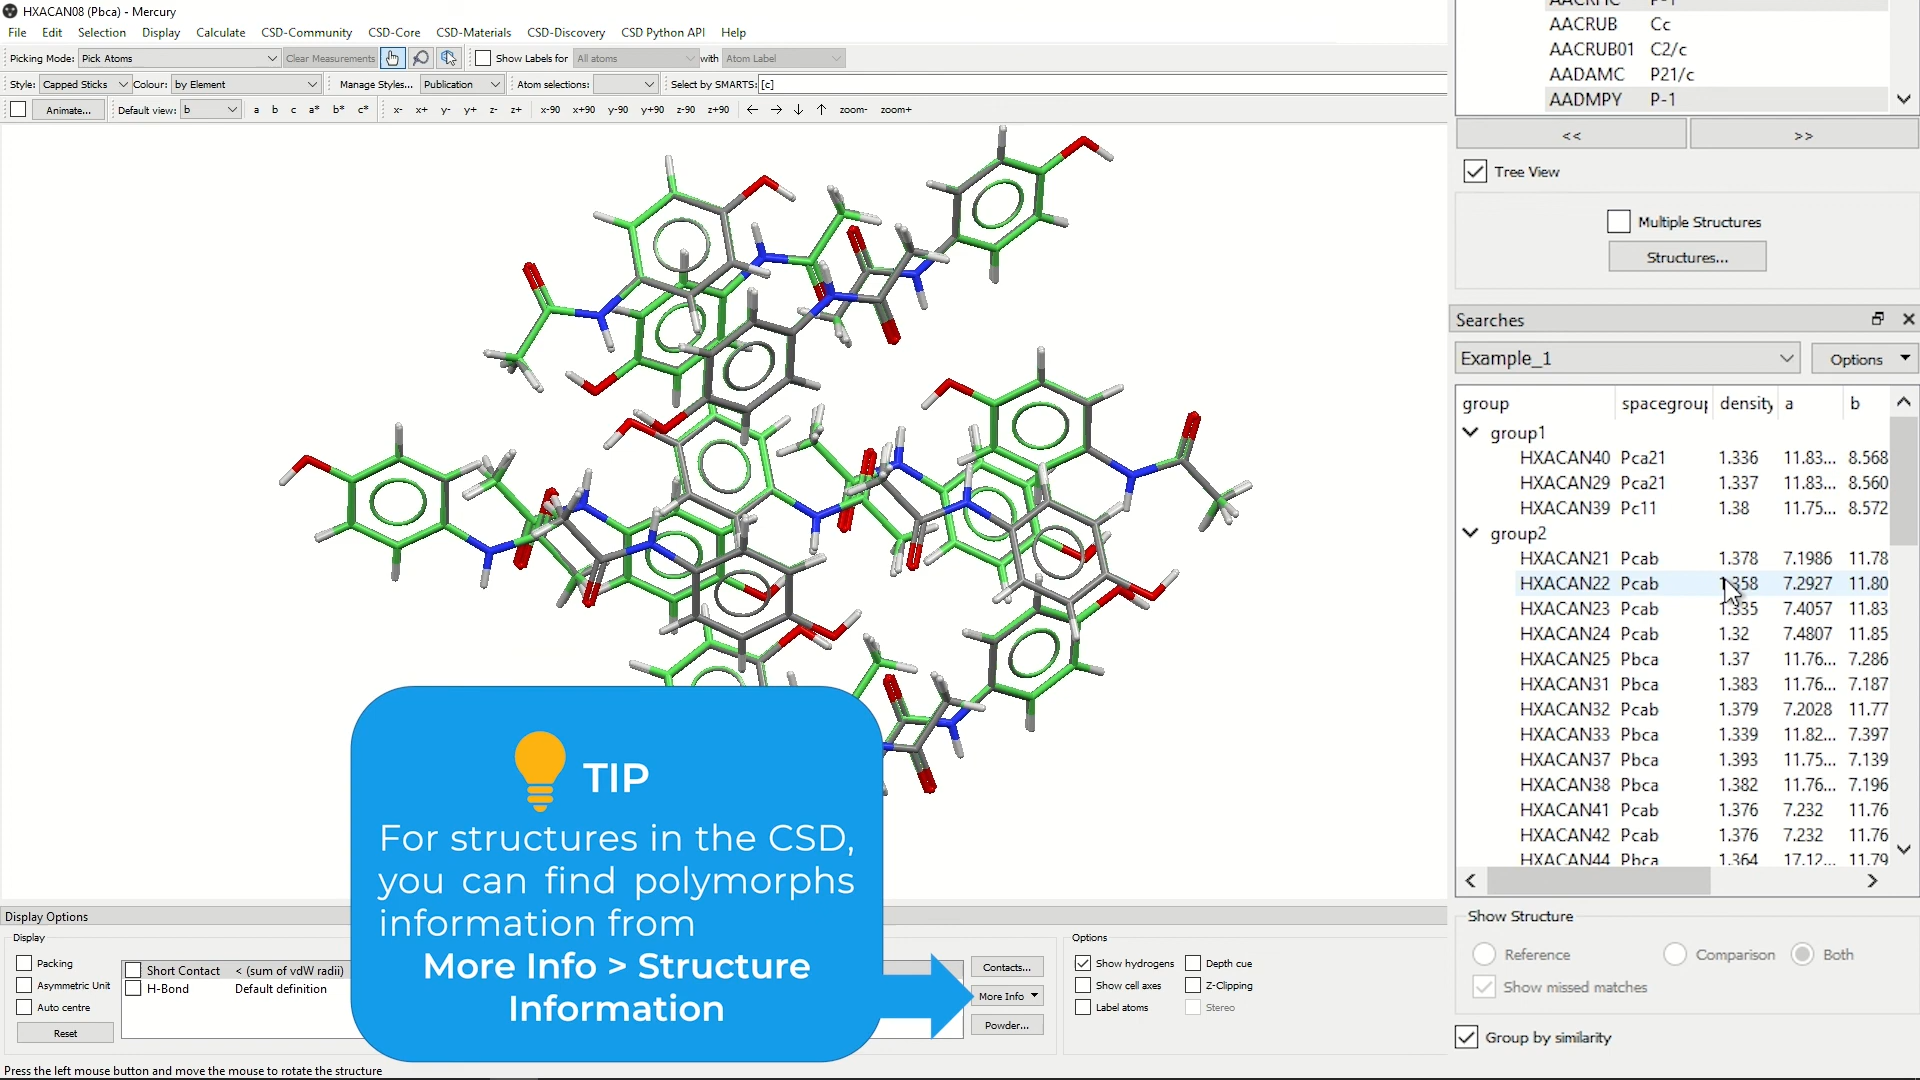 HXACAN08 (Pbca) - Mercury
File Edit Selection Display Calculate CSD-Community CSD-Core CSD-Materials CSD-Discovery CSD Python API Help
Picking Mode: Pick Atoms Clear Measurements Show Labels for All atoms with Atom Label
Style: Capped Sticks Colour: by Element Manage Styles... Publication Atom selections: Select by SMARTS: [c]
Animate... Default view: b a b c a* b* c* x- x+ y- y+ z- z+ x-90 x+90 y-90 y+90 z-90 z+90 ← → ↓ ↑ zoom- zoom+
AACRUB Cc
AACRUB01 C2/c
AADAMC P21/c
AADMPY P-1
<< >>
Tree View
Multiple Structures
Structures...
Searches
Example_1 Options
group spacegroup density a b
group1
HXACAN40 Pca21 1.336 11.83... 8.568
HXACAN29 Pca21 1.337 11.83... 8.560
HXACAN39 Pc11 1.38 11.75... 8.572
group2
HXACAN21 Pcab 1.378 7.1986 11.78
HXACAN22 Pcab 1.358 7.2927 11.80
HXACAN23 Pcab 1.335 7.4057 11.83
HXACAN24 Pcab 1.32 7.4807 11.85
HXACAN25 Pbca 1.37 11.76... 7.286
HXACAN31 Pbca 1.383 11.76... 7.187
HXACAN32 Pcab 1.379 7.2028 11.77
HXACAN33 Pbca 1.339 11.82... 7.397
HXACAN37 Pbca 1.393 11.75... 7.139
HXACAN38 Pbca 1.382 11.76... 7.196
HXACAN41 Pcab 1.376 7.232 11.76
HXACAN42 Pcab 1.376 7.232 11.76
HXACAN44 Pbca 1.364 17.12... 11.79
Show Structure
Reference Comparison Both
Show missed matches
Group by similarity
TIP
For structures in the CSD,
you can find polymorphs
information from
More Info > Structure
Information
Display Options
Display
Packing
Asymmetric Unit
Auto centre
Reset
Short Contact < (sum of vdW radii)
H-Bond Default definition
Contacts...
More Info
Powder...
Options
Show hydrogens Depth cue
Show cell axes Z-Clipping
Label atoms Stereo
Press the left mouse button and move the mouse to rotate the structure